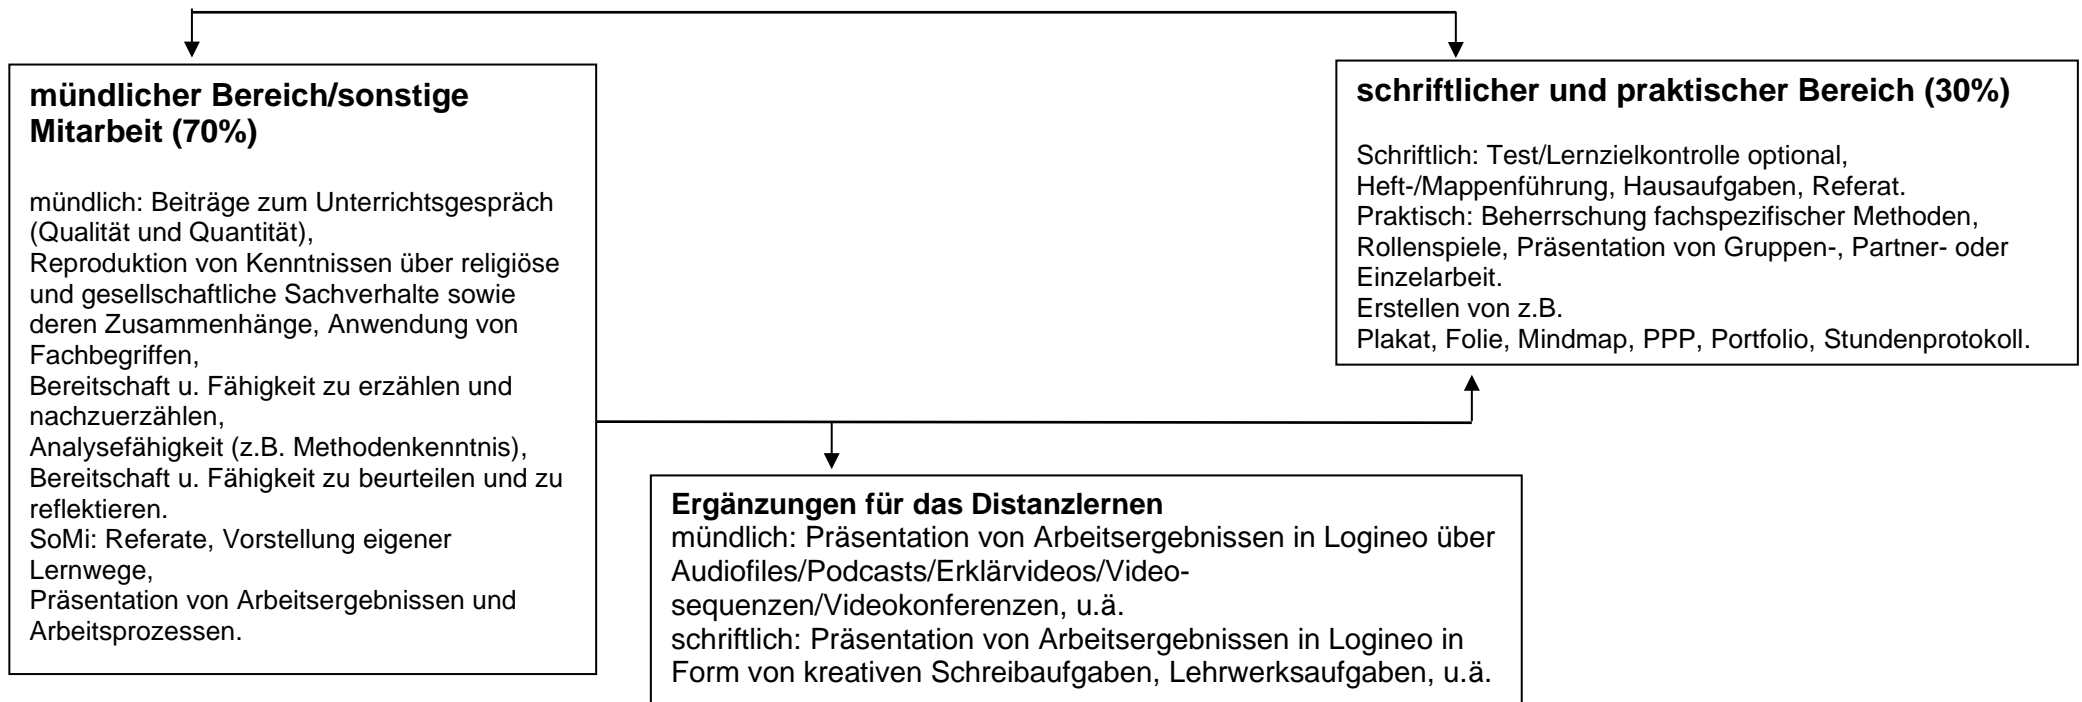 mündlicher Bereich/sonstige
Mitarbeit (70%)
mündlich: Beiträge zum Unterrichtsgespräch
(Qualität und Quantität),
Reproduktion von Kenntnissen über religiöse
und gesellschaftliche Sachverhalte sowie
deren Zusammenhänge, Anwendung von
Fachbegriffen,
Bereitschaft u. Fähigkeit zu erzählen und
nachzuerzählen,
Analysefähigkeit (z.B. Methodenkenntnis),
Bereitschaft u. Fähigkeit zu beurteilen und zu
reflektieren.
SoMi: Referate, Vorstellung eigener
Lernwege,
Präsentation von Arbeitsergebnissen und
Arbeitsprozessen.
schriftlicher und praktischer Bereich (30%)
Schriftlich: Test/Lernzielkontrolle optional,
Heft-/Mappenführung, Hausaufgaben, Referat.
Praktisch: Beherrschung fachspezifischer Methoden,
Rollenspiele, Präsentation von Gruppen-, Partner- oder
Einzelarbeit.
Erstellen von z.B.
Plakat, Folie, Mindmap, PPP, Portfolio, Stundenprotokoll.
Ergänzungen für das Distanzlernen
mündlich: Präsentation von Arbeitsergebnissen in Logineo über
Audiofiles/Podcasts/Erklärvideos/Video-
sequenzen/Videokonferenzen, u.ä.
schriftlich: Präsentation von Arbeitsergebnissen in Logineo in
Form von kreativen Schreibaufgaben, Lehrwerksaufgaben, u.ä.